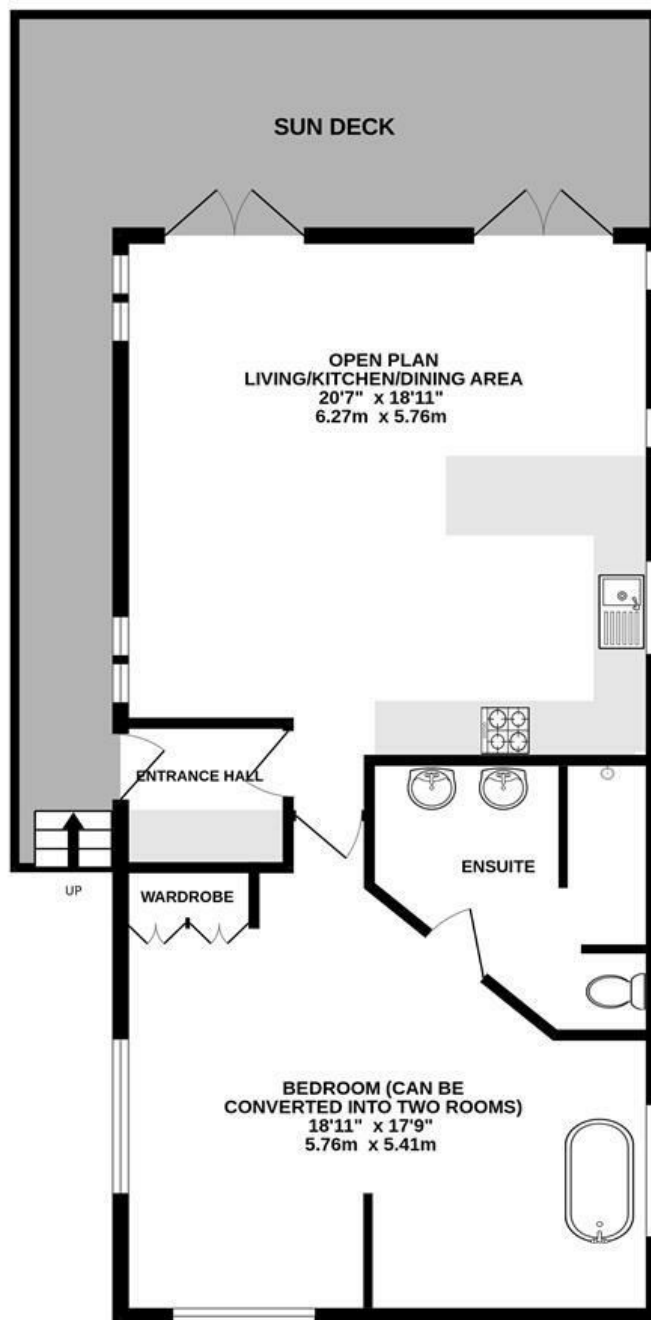 SUN DECK
OPEN PLAN
LIVING/KITCHEN/DINING AREA
20'7" x 18'11"
6.27m x 5.76m
ENTRANCE HALL
ENSUITE
WARDROBE
UP
BEDROOM (CAN BE
CONVERTED INTO TWO ROOMS)
18'11" x 17'9"
5.76m x 5.41m